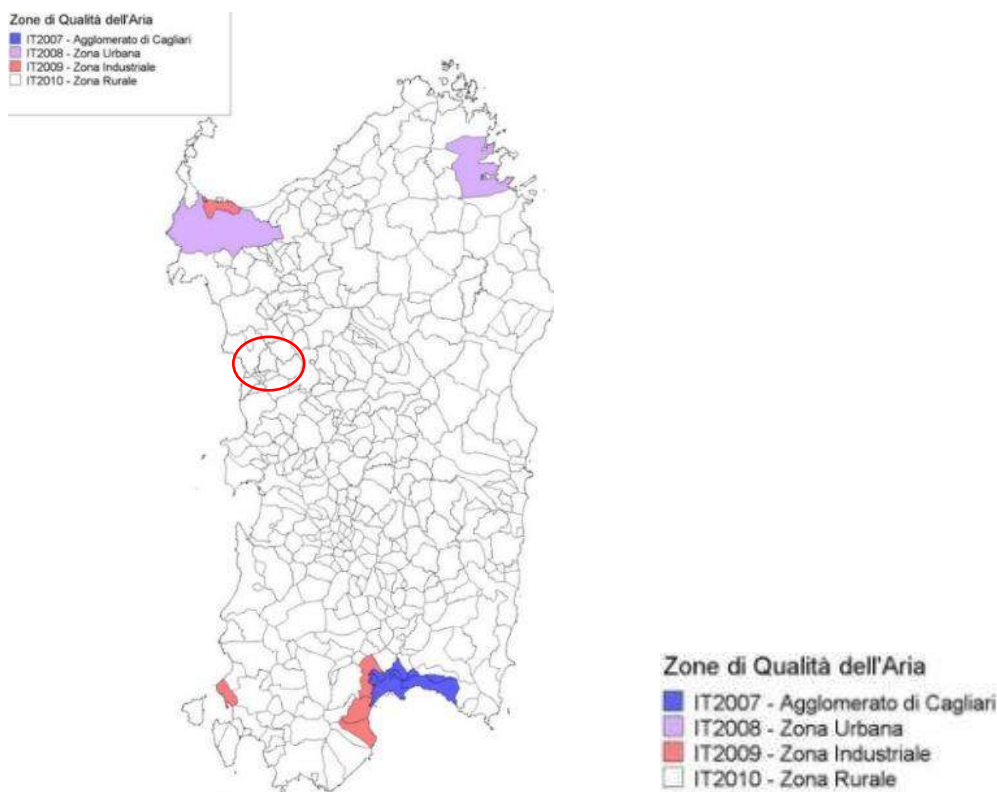 Zone di Qualità dell'Aria
IT2007 - Agglomerato di Cagliari
IT2008 - Zona Urbana
IT2009 - Zona Industriale
IT2010 - Zona Rurale
Zone di Qualità dell'Aria
IT2007 - Agglomerato di Cagliari
IT2008 - Zona Urbana
IT2009 - Zona Industriale
IT2010 - Zona Rurale